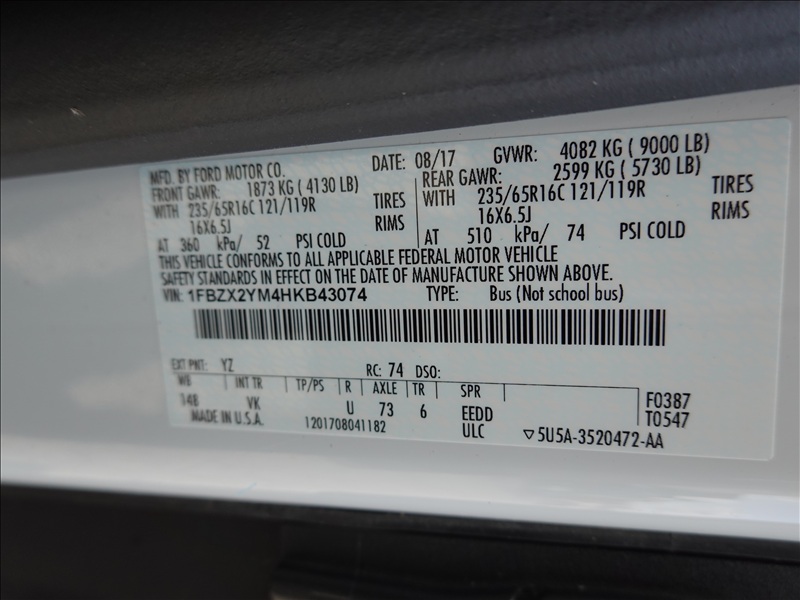 MFD. BY FORD MOTOR CO. DATE: 08/17 GVWR: 4082 KG ( 9000 LB)
FRONT GAWR: 1873 KG ( 4130 LB) REAR GAWR: 2599 KG ( 5730 LB)
WITH 235/65R16C 121/119R TIRES WITH 235/65R16C 121/119R TIRES
16X6.5J RIMS 16X6.5J RIMS
AT 360 kPa/ 52 PSI COLD AT 510 kPa/ 74 PSI COLD
THIS VEHICLE CONFORMS TO ALL APPLICABLE FEDERAL MOTOR VEHICLE
SAFETY STANDARDS IN EFFECT ON THE DATE OF MANUFACTURE SHOWN ABOVE.
VIN: 1FBZX2YM4HKB43074 TYPE: Bus (Not school bus)
EXT PNT: YZ RC: 74 DSO:
WB INT TR TP/PS R AXLE TR SPR
148 VK U 73 6 EEDD F0387
MADE IN U.S.A. 1201708041182 ULC T0547
▽5U5A-3520472-AA